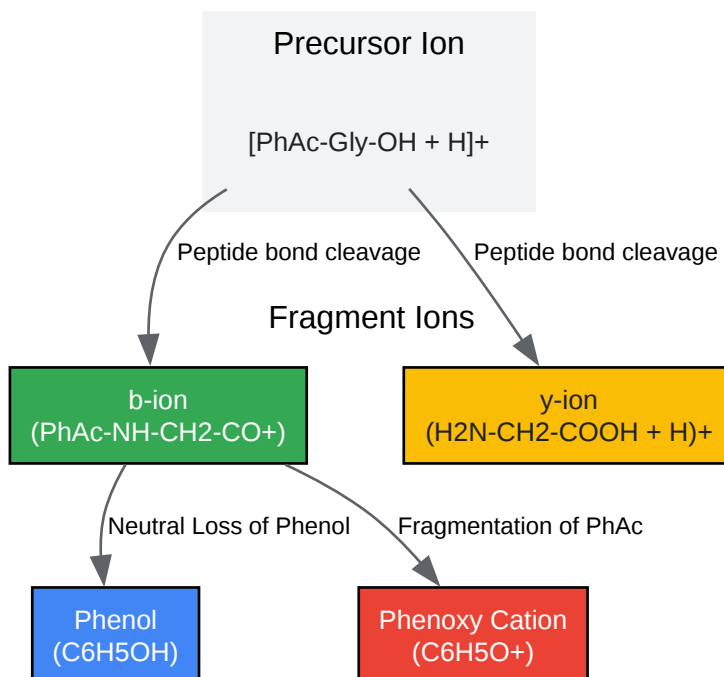 Precursor Ion
[PhAc-Gly-OH + H]+
Peptide bond cleavage
Peptide bond cleavage
Fragment Ions
b-ion
(PhAc-NH-CH2-CO+)
y-ion
(H2N-CH2-COOH + H)+
Neutral Loss of Phenol
Fragmentation of PhAc
Phenol
(C6H5OH)
Phenoxy Cation
(C6H5O+)